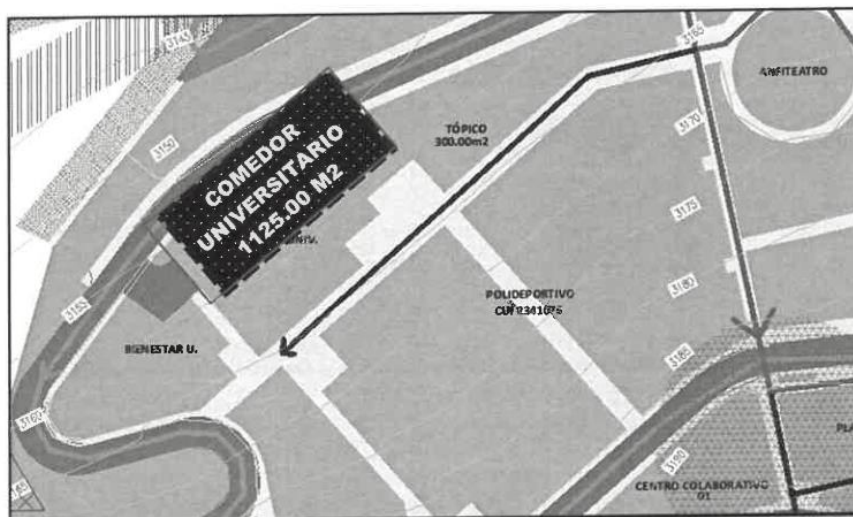 3145
3165
ANFITEATRO
3170
TÓPICO
300.00m2
3150
COMEDOR
UNIVERSITARIO
1125.00 M2
3175
3180
POLIDEPORTIVO
3155
BIENESTAR U.
3185
3160
3190
CENTRO COLABORATIVO
01